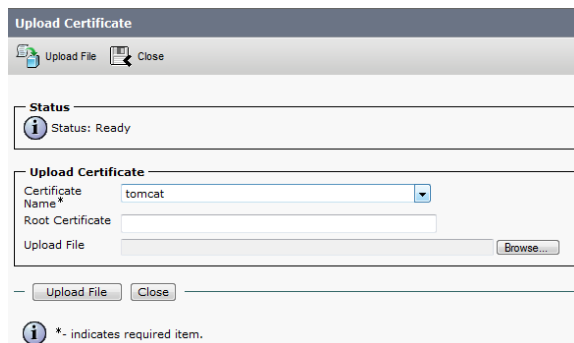 Upload Certificate
Upload File Close
Status
Status: Ready
Upload Certificate
Certificate
Name* tomcat
Root Certificate
Upload File Browse...
Upload File Close
*- indicates required item.